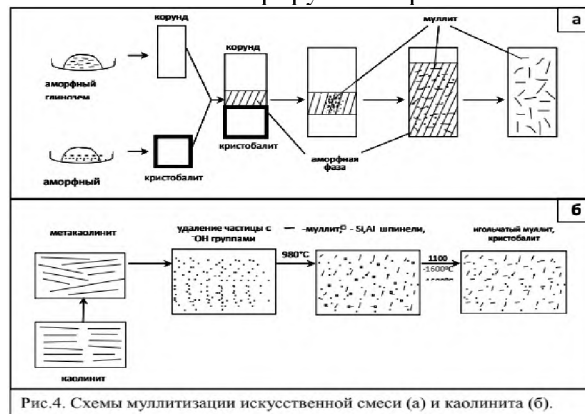 а
корунд
корунд
муллит
аморфный
глинозем
кристобалит
аморфная
фаза
аморфный
кристобалит
б
метакаолинит
удаление частицы с
ОН группами
— -муллит, - Si,Al шпинели,
игольчатый муллит,
кристобалит
980°C
1100
-1600°C
каолинит
Рис.4. Схемы муллитизации искусственной смеси (а) и каолинита (б).